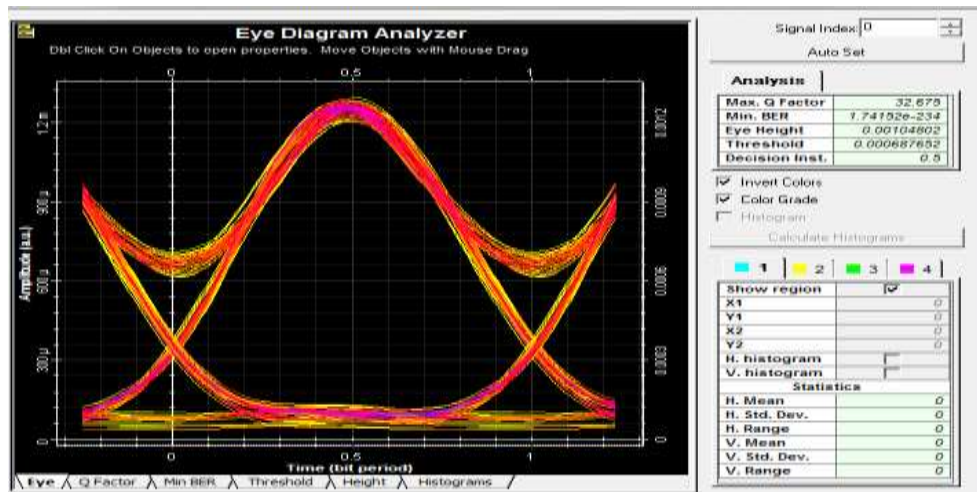 Eye Diagram Analyzer
Dbl Click On Objects to open properties. Move Objects with Mouse Drag
0 0.5 1
Amplitude (a.u.)
1.2 m
900 µ
600 µ
300 µ
0
0.0012
0.0009
0.0006
0.0003
0
0 0.5 1
Time (bit period)
Eye Q Factor Min BER Threshold Height Histograms
Signal Index: 0
Auto Set
Analysis
Max. Q Factor 32.675
Min. BER 1.74152e-234
Eye Height 0.00104802
Threshold 0.000687652
Decision Inst. 0.5
Invert Colors
Color Grade
Histogram
Calculate Histograms
1 2 3 4
Show region
X1 0
Y1 0
X2 0
Y2 0
H. histogram
V. histogram
Statistics
H. Mean 0
H. Std. Dev. 0
H. Range 0
V. Mean 0
V. Std. Dev. 0
V. Range 0